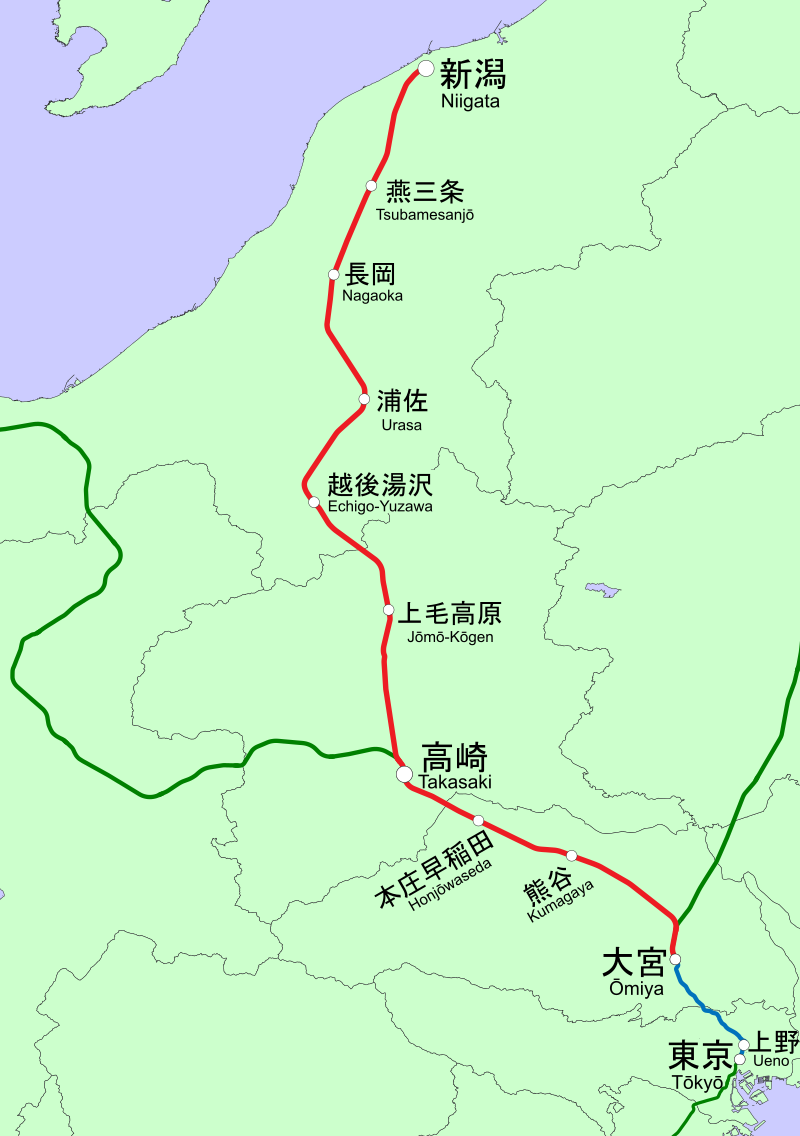 新潟
Niigata
燕三条
Tsubamesanjō
長岡
Nagaoka
浦佐
Urasa
越後湯沢
Echigo-Yuzawa
上毛高原
Jōmō-Kōgen
高崎
Takasaki
本庄早稲田
Honjōwaseda
熊谷
Kumagaya
大宮
Ōmiya
上野
Ueno
東京
Tōkyō